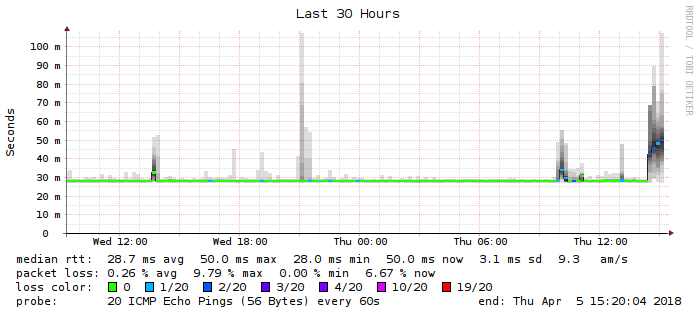 Last 30 Hours
RRDTOOL / TOBI OETIKER
Seconds
100 m
90 m
80 m
70 m
60 m
50 m
40 m
30 m
20 m
10 m
0
Wed 12:00 Wed 18:00 Thu 00:00 Thu 06:00 Thu 12:00
median rtt: 28.7 ms avg 50.0 ms max 28.0 ms min 50.0 ms now 3.1 ms sd 9.3 am/s
packet loss: 0.26 % avg 9.79 % max 0.00 % min 6.67 % now
loss color: 0 1/20 2/20 3/20 4/20 10/20 19/20
probe: 20 ICMP Echo Pings (56 Bytes) every 60s end: Thu Apr 5 15:20:04 2018